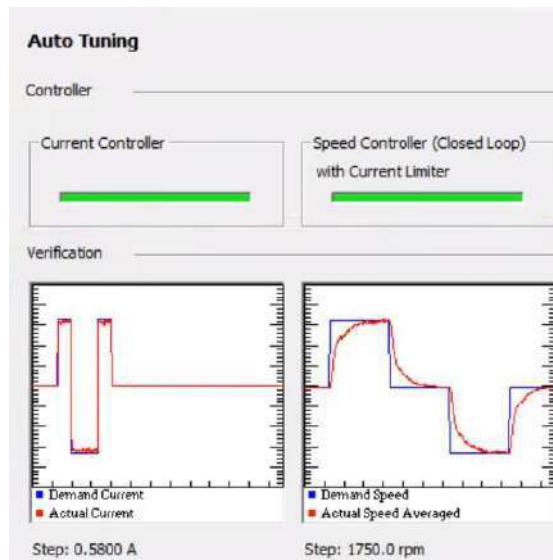 Auto Tuning
Controller
Current Controller
Speed Controller (Closed Loop)
with Current Limiter
Verification
Demand Current
Actual Current
Demand Speed
Actual Speed Averaged
Step: 0.5800 A
Step: 1750.0 rpm